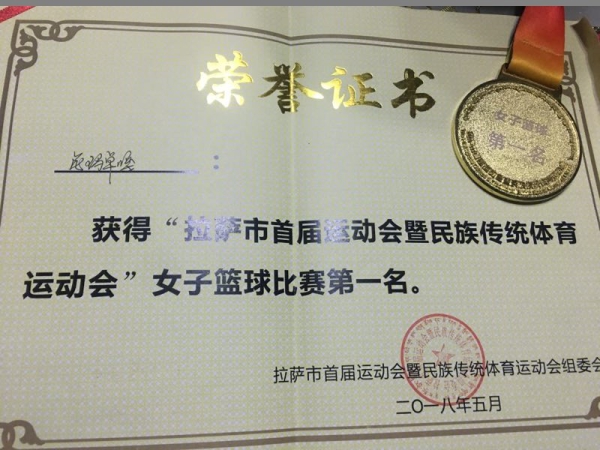 荣誉证书
：
获得“拉萨市首届运动会暨民族传统体育
运动会”女子篮球比赛第一名。
拉萨市首届运动会暨民族传统体育运动会组委会
二〇一八年五月
女子篮球
第一名